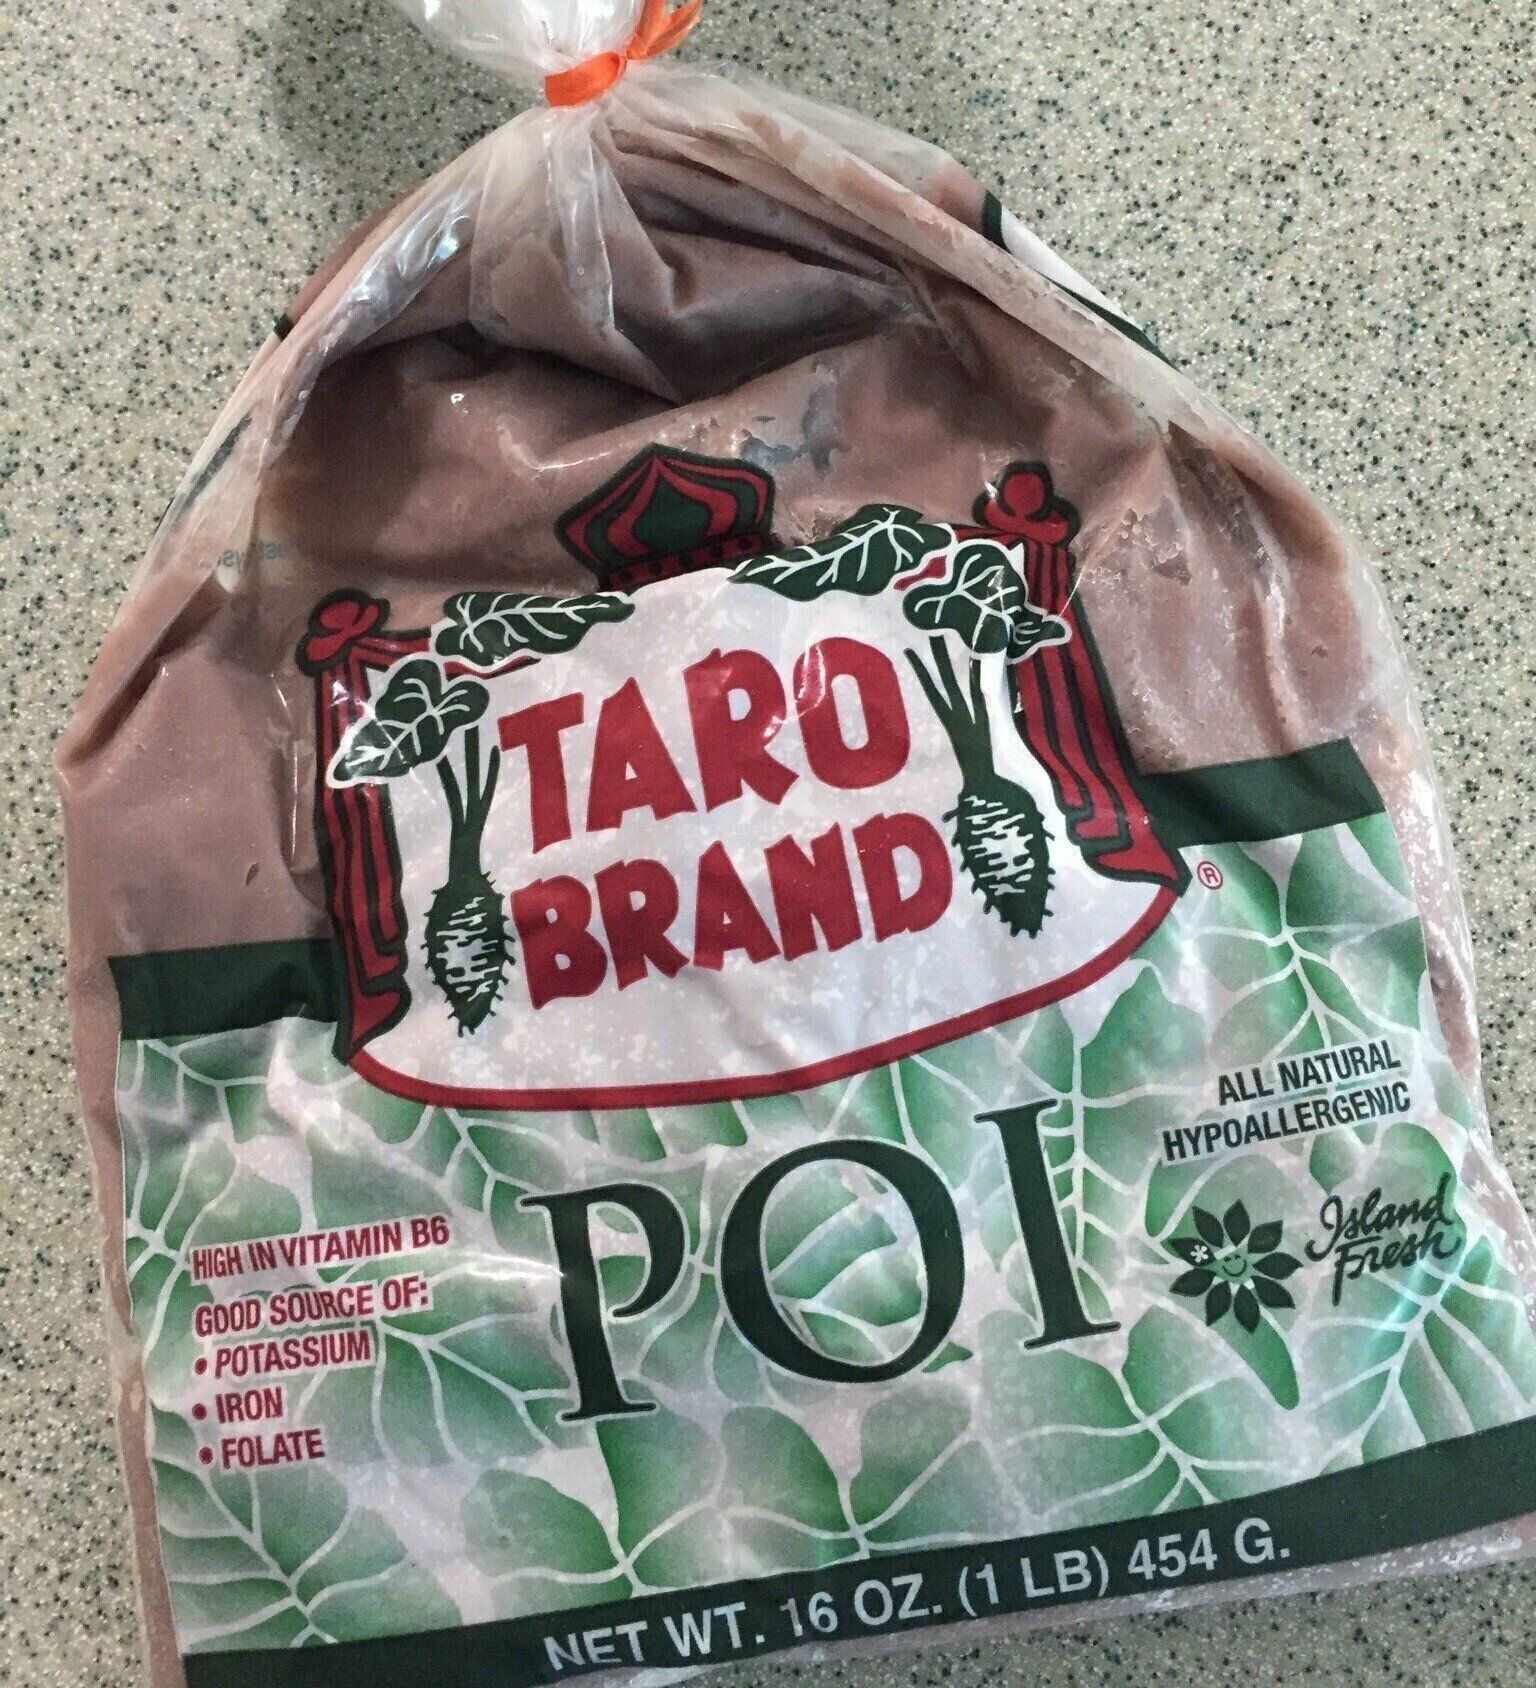 TARO
BRAND
®
ALL NATURAL
HYPOALLERGENIC
Island
Fresh
POI
HIGH IN VITAMIN B6
GOOD SOURCE OF:
• POTASSIUM
• IRON
• FOLATE
NET WT. 16 OZ. (1 LB) 454 G.